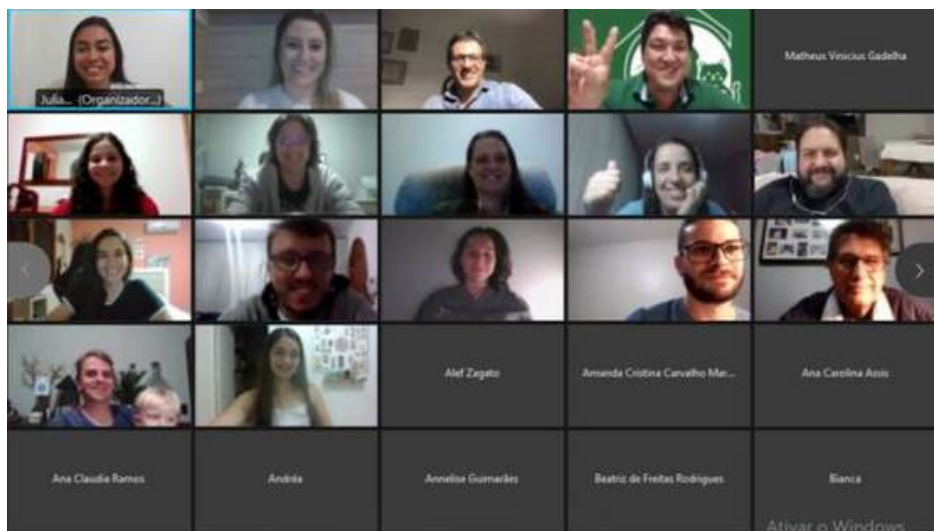 Julia... (Organizador...)
Matheus Vinicius Gadelha
Alef Zagato
Amanda Cristina Carvalho Mar...
Ana Carolina Assis
Ana Claudia Ramos
Andréa
Annelise Guimarães
Beatriz de Freitas Rodrigues
Bianca
Ativar o Windows